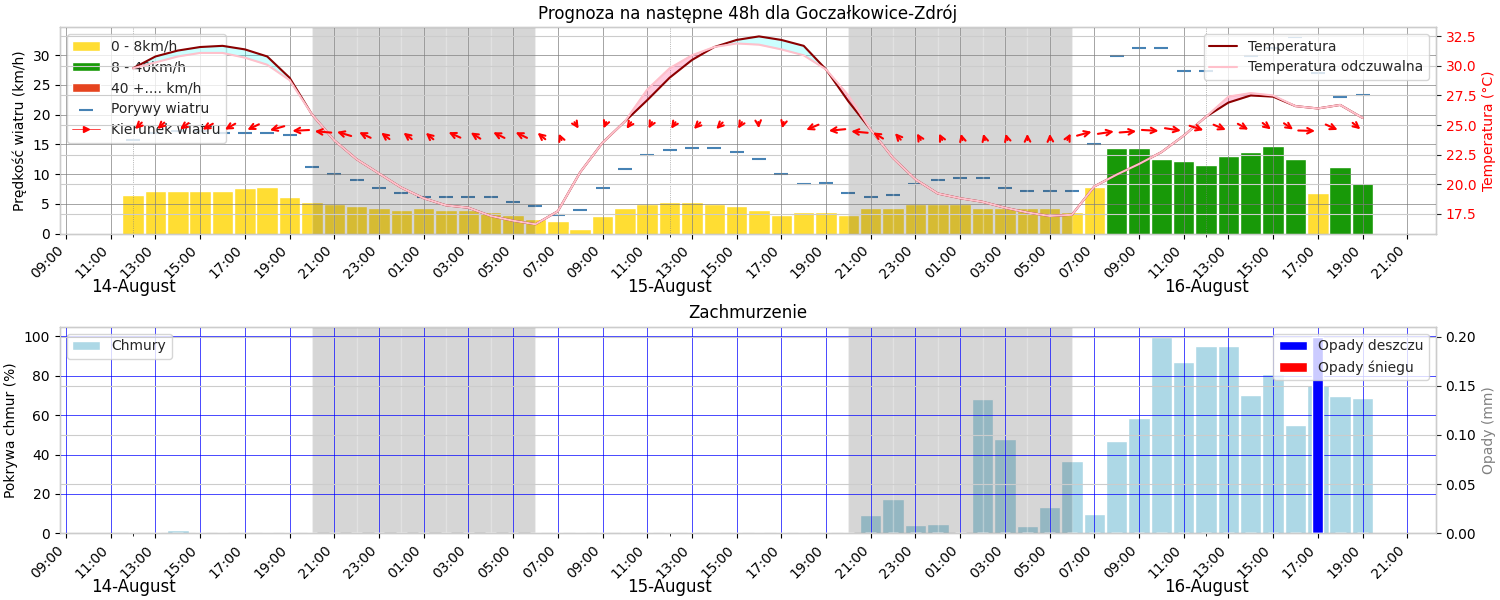 Prognoza na następne 48h dla Goczałkowice-Zdrój
Prędkość wiatru (km/h)
30
25
20
15
10
5
0
0 - 8km/h
8 - 40km/h
40 +.... km/h
Porywy wiatru
Kierunek wiatru
Temperatura
Temperatura odczuwalna
32.5
30.0
27.5
25.0
22.5
20.0
17.5
Temperatura (°C)
09:00 11:00 13:00 15:00 17:00 19:00 21:00 23:00 01:00 03:00 05:00 07:00 09:00 11:00 13:00 15:00 17:00 19:00 21:00 23:00 01:00 03:00 05:00 07:00 09:00 11:00 13:00 15:00 17:00 19:00 21:00
14-August 15-August 16-August
Zachmurzenie
Pokrywa chmur (%)
100
80
60
40
20
0
Chmury
Opady deszczu
Opady śniegu
0.20
0.15
0.10
0.05
0.00
Opady (mm)
09:00 11:00 13:00 15:00 17:00 19:00 21:00 23:00 01:00 03:00 05:00 07:00 09:00 11:00 13:00 15:00 17:00 19:00 21:00 23:00 01:00 03:00 05:00 07:00 09:00 11:00 13:00 15:00 17:00 19:00 21:00
14-August 15-August 16-August